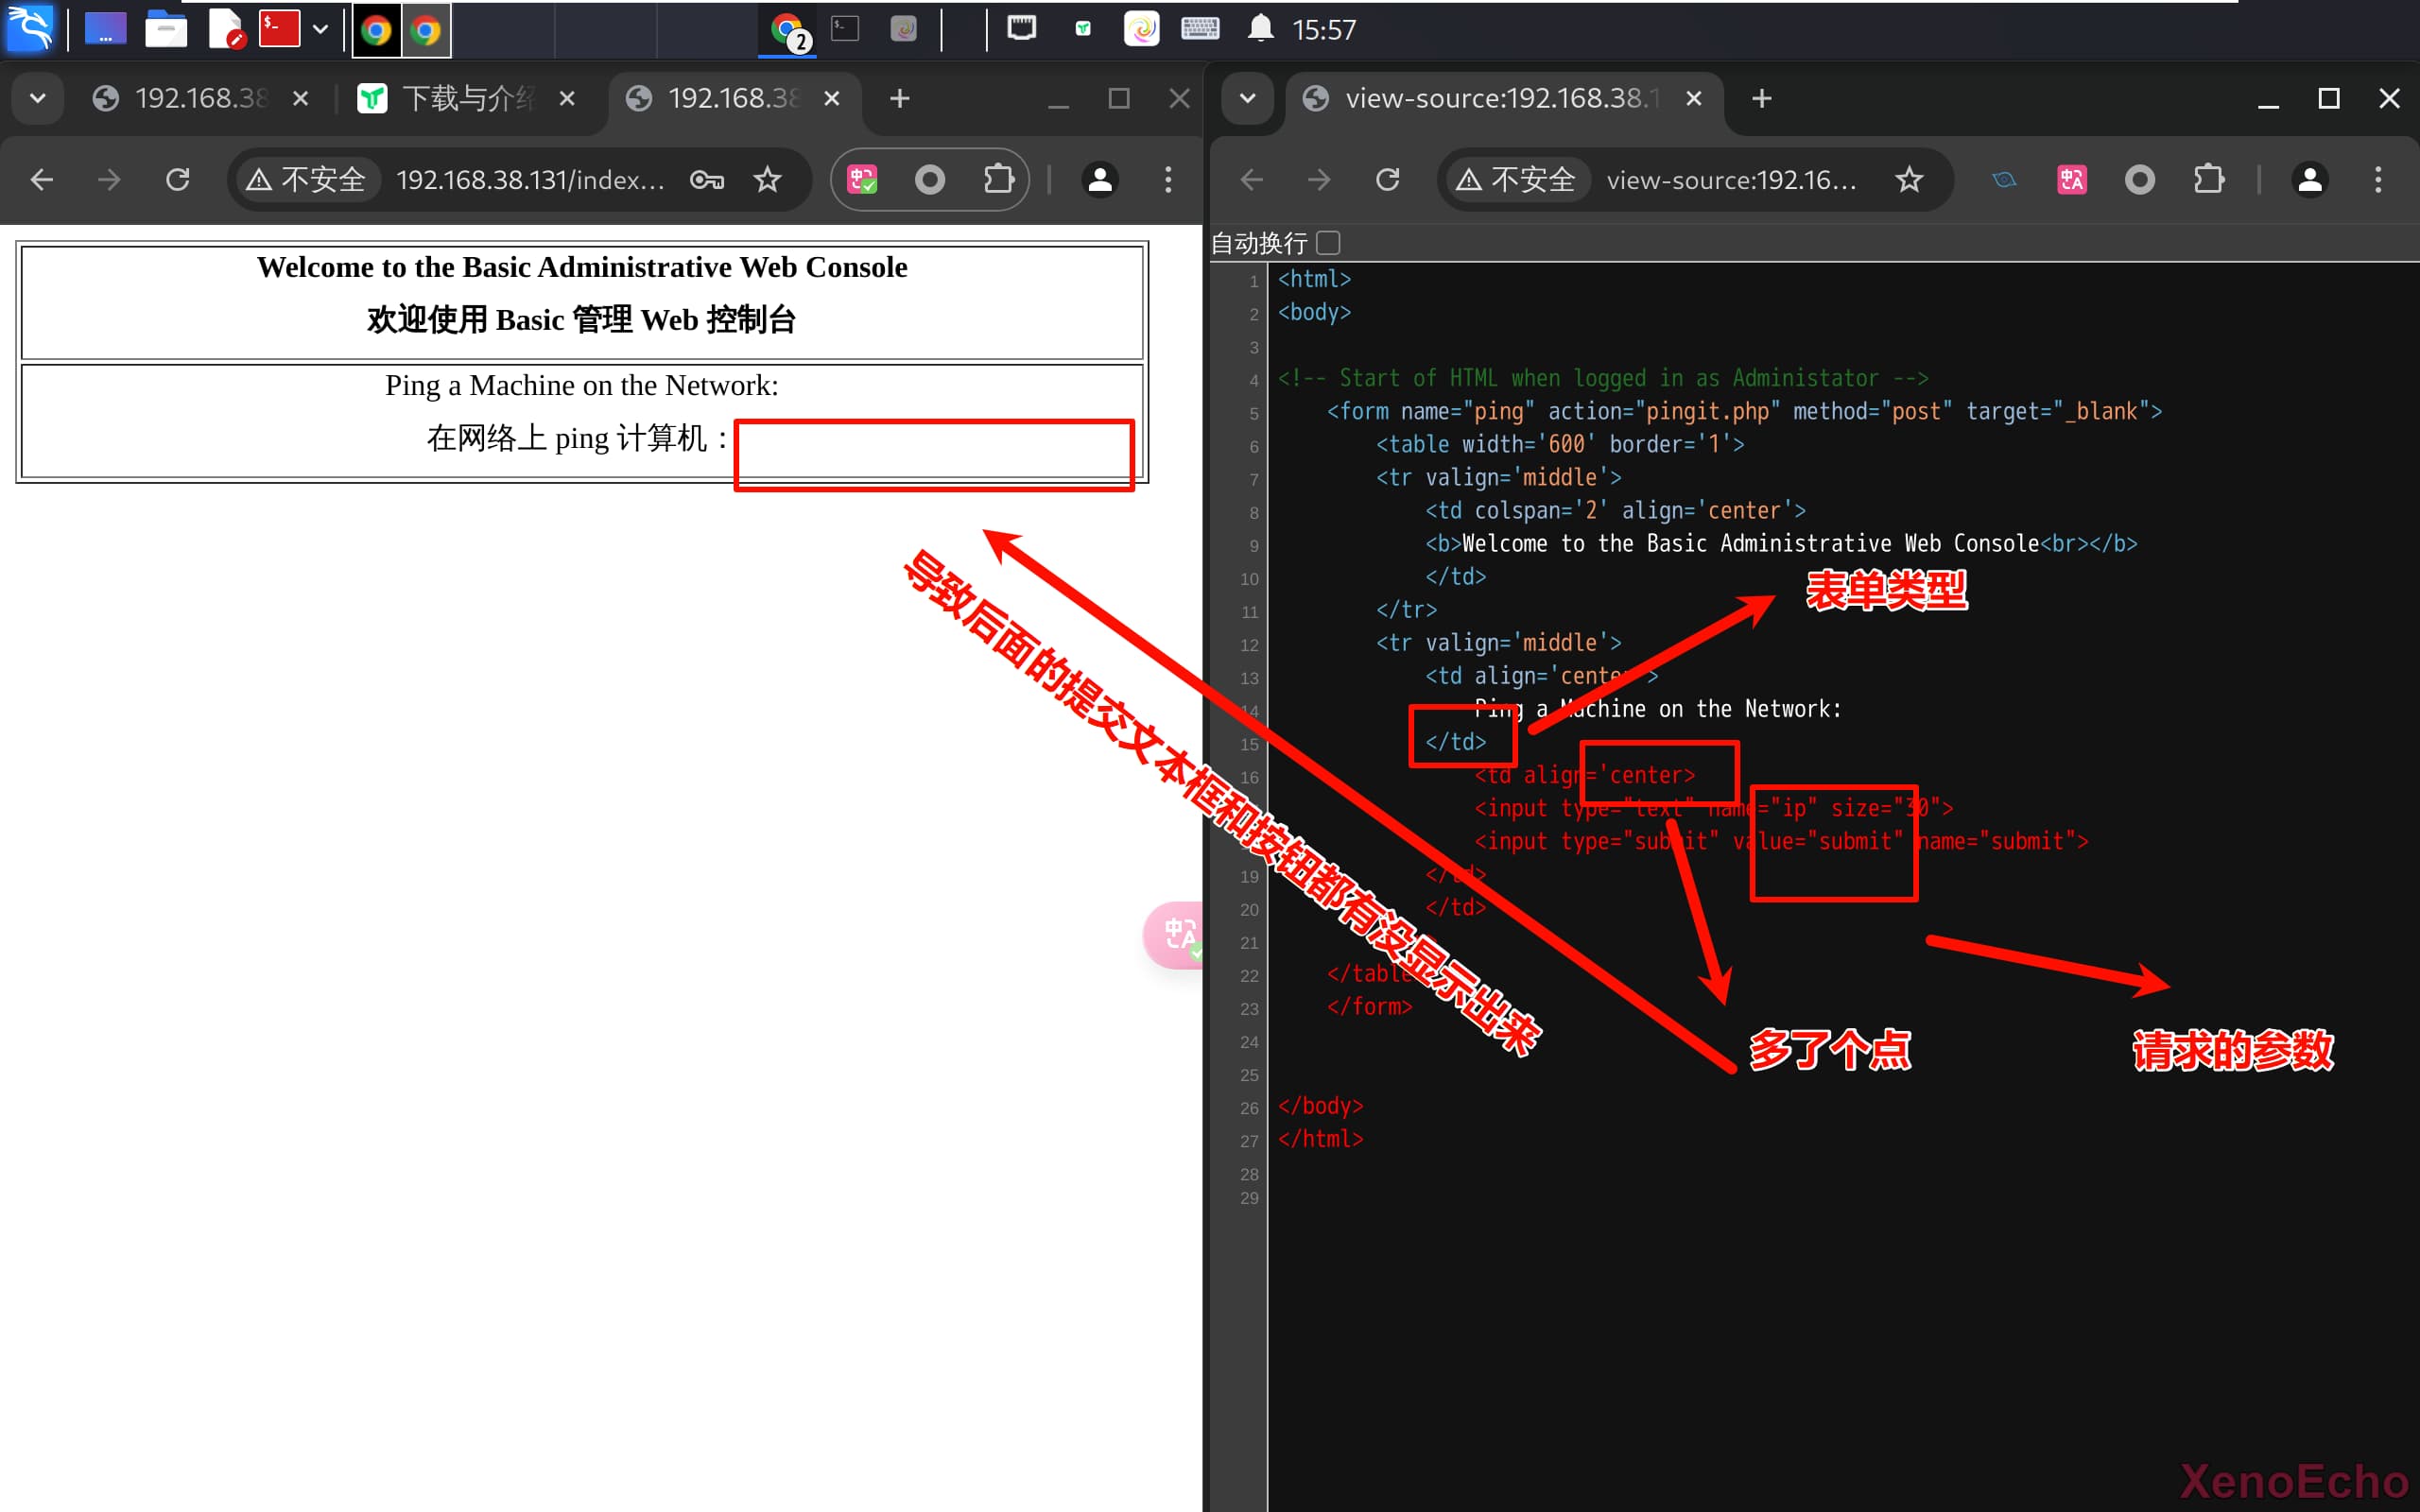 15:57
2
192.168.38
下载与介绍
192.168.38
view-source:192.168.38.1
不安全
192.168.38.131/index...
不安全
view-source:192.16...
自动换行
Welcome to the Basic Administrative Web Console
欢迎使用 Basic 管理 Web 控制台
Ping a Machine on the Network:
在网络上 ping 计算机：
导致后面的提交文本框和按钮都有没显示出来
1 <html>
2 <body>
3
4 <!-- Start of HTML when logged in as Administator -->
5 <form name="ping" action="pingit.php" method="post" target="_blank">
6 <table width='600' border='1'>
7 <tr valign='middle'>
8 <td colspan='2' align='center'>
9 <b>Welcome to the Basic Administrative Web Console<br></b>
10 </td>
11 </tr>
12 <tr valign='middle'>
13 <td align='center'>
14 Ping a Machine on the Network:
15 </td>
16 <td align='center>
<input type="text" name="ip" size="30">
<input type="submit" value="submit" name="submit">
19 </td>
20 </td>
21
22 </table
23 </form>
24
25
26 </body>
27 </html>
28
29
表单类型
多了个点
请求的参数
XenoEcho